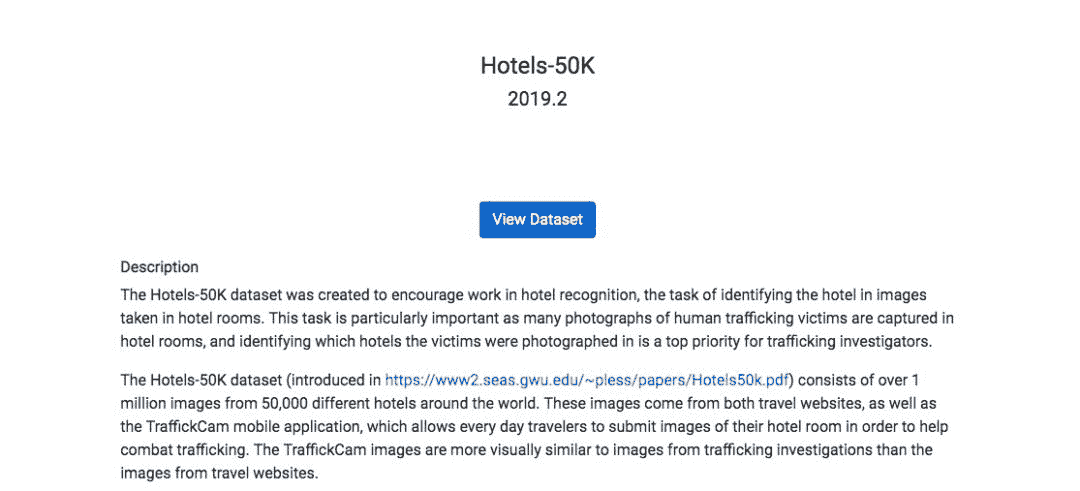 Hotels-50K
2019.2
View Dataset
Description
The Hotels-50K dataset was created to encourage work in hotel recognition, the task of identifying the hotel in images
taken in hotel rooms. This task is particularly important as many photographs of human trafficking victims are captured in
hotel rooms, and identifying which hotels the victims were photographed in is a top priority for trafficking investigators.
The Hotels-50K dataset (introduced in https://www2.seas.gwu.edu/~pless/papers/Hotels50k.pdf) consists of over 1
million images from 50,000 different hotels around the world. These images come from both travel websites, as well as
the TraffickCam mobile application, which allows every day travelers to submit images of their hotel room in order to help
combat trafficking. The TraffickCam images are more visually similar to images from trafficking investigations than the
images from travel websites.